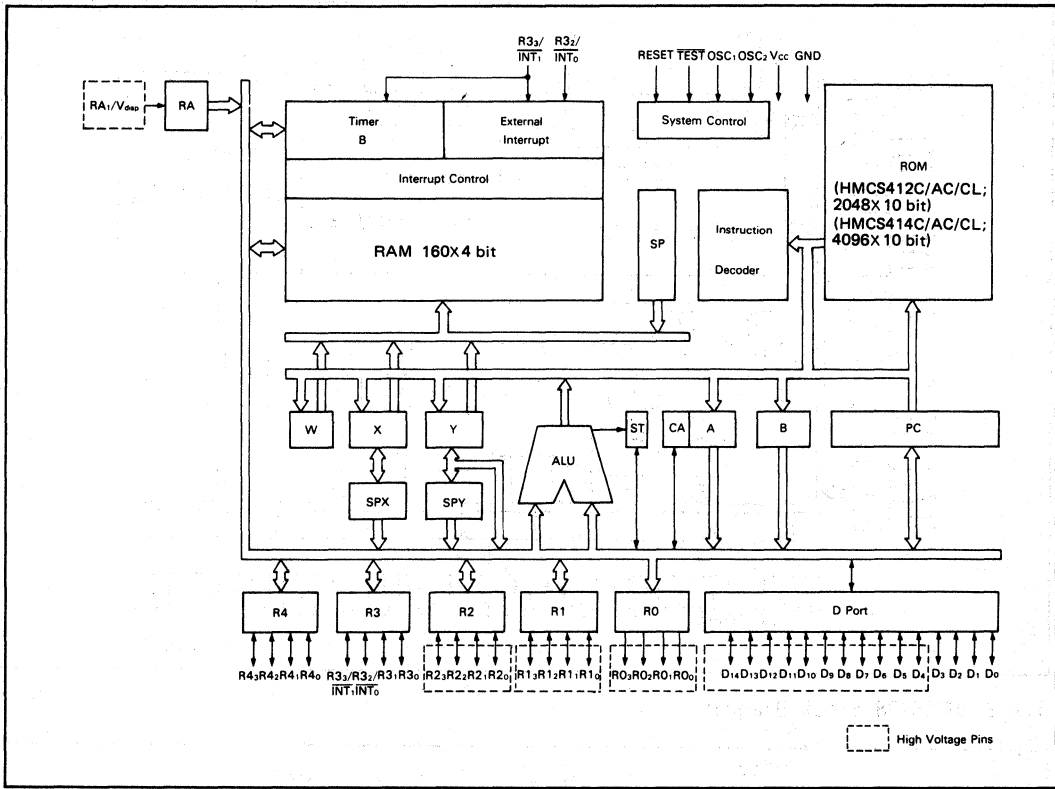 R3₃/ R3₂/
INT₁ INT₀
RESET TEST OSC₁ OSC₂ Vcc GND
RA₁/Vdisp
RA
Timer
B
External
Interrupt
System Control
Interrupt Control
RAM 160×4 bit
SP
Instruction
Decoder
ROM
(HMCS412C/AC/CL;
2048×10 bit)
(HMCS414C/AC/CL;
4096×10 bit)
W
X
Y
ALU
ST
CA
A
B
PC
SPX
SPY
R4
R3
R2
R1
R0
D Port
R4₃R4₂R4₁R4₀
R3₃/R3₂/R3₁R3₀
INT₁INT₀
R2₃R2₂R2₁R2₀
R1₃R1₂R1₁R1₀
R0₃R0₂R0₁R0₀
D₁₄D₁₃D₁₂D₁₁D₁₀ D₉ D₈ D₇ D₆ D₅ D₄ D₃ D₂ D₁ D₀
High Voltage Pins